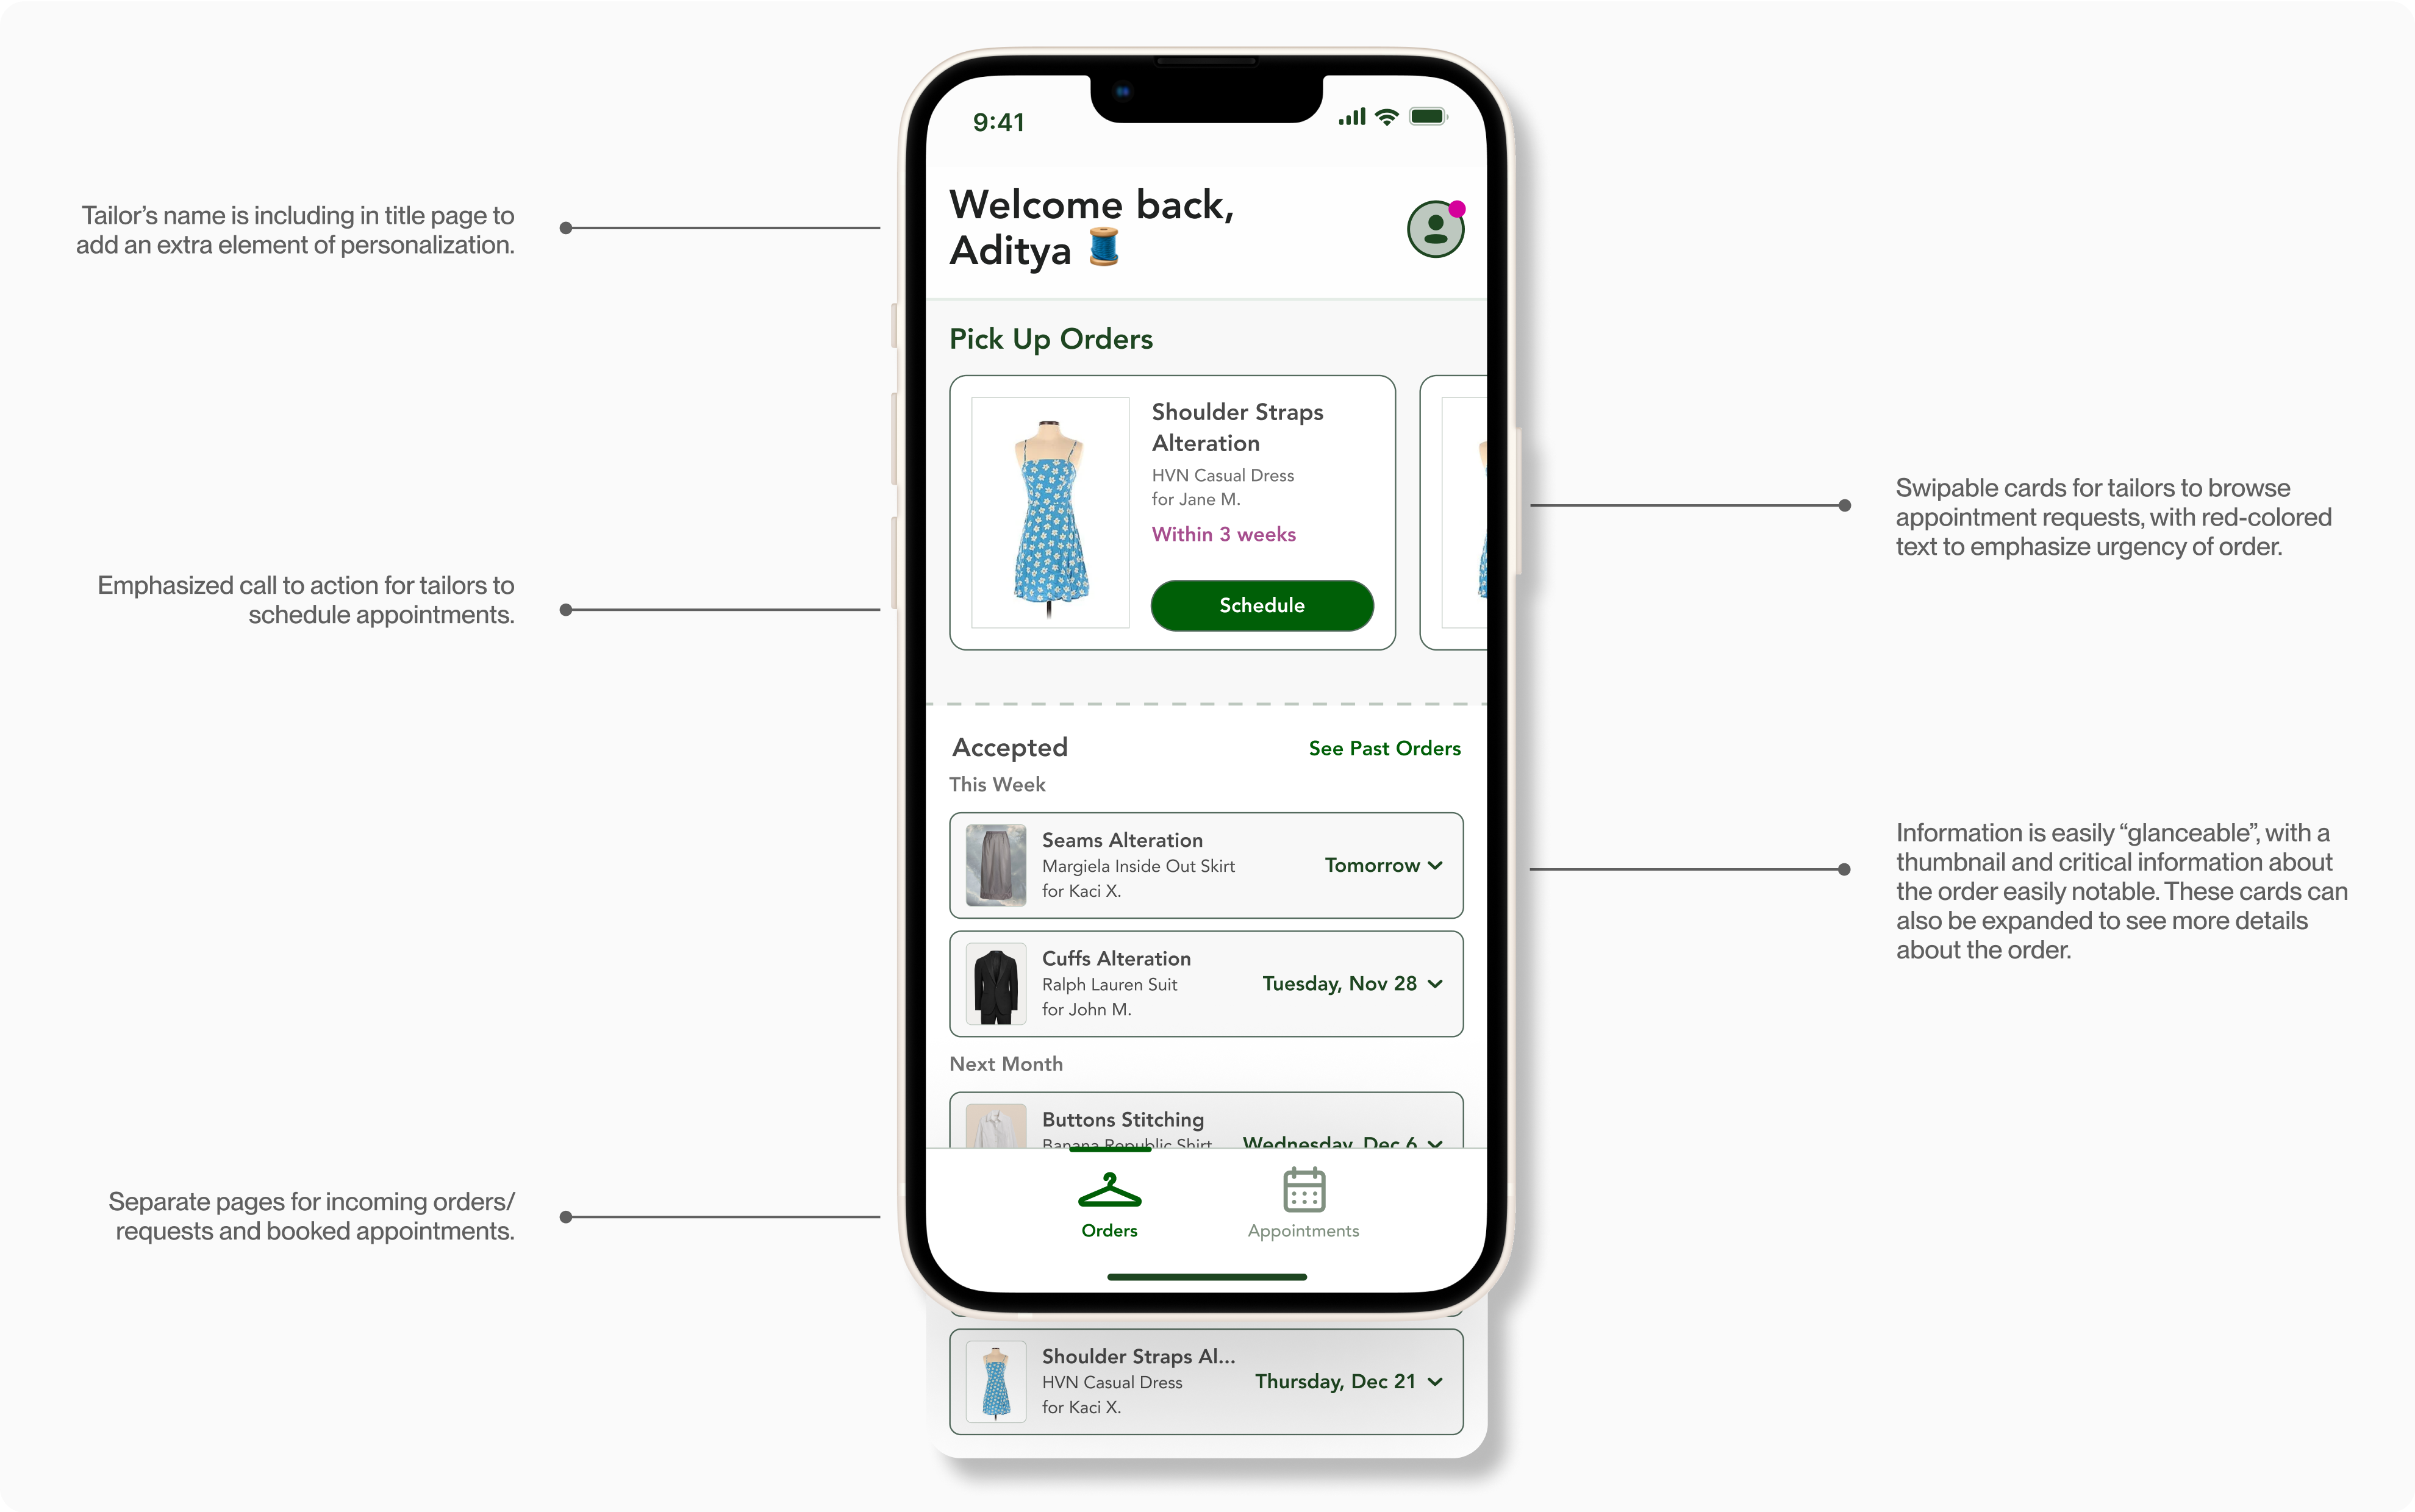 9:41
Welcome back,
Aditya
Pick Up Orders
Shoulder Straps
Alteration
HVN Casual Dress
for Jane M.
Within 3 weeks
Schedule
Accepted
See Past Orders
This Week
Seams Alteration
Margiela Inside Out Skirt
for Kaci X.
Tomorrow
Cuffs Alteration
Ralph Lauren Suit
for John M.
Tuesday, Nov 28
Next Month
Buttons Stitching
Banana Republic Shirt
Wednesday, Dec 6
Orders
Appointments
Shoulder Straps Al...
HVN Casual Dress
for Kaci X.
Thursday, Dec 21
Tailor’s name is including in title page to
add an extra element of personalization.
Emphasized call to action for tailors to
schedule appointments.
Separate pages for incoming orders/
requests and booked appointments.
Swipable cards for tailors to browse
appointment requests, with red-colored
text to emphasize urgency of order.
Information is easily “glanceable”, with a
thumbnail and critical information about
the order easily notable. These cards can
also be expanded to see more details
about the order.